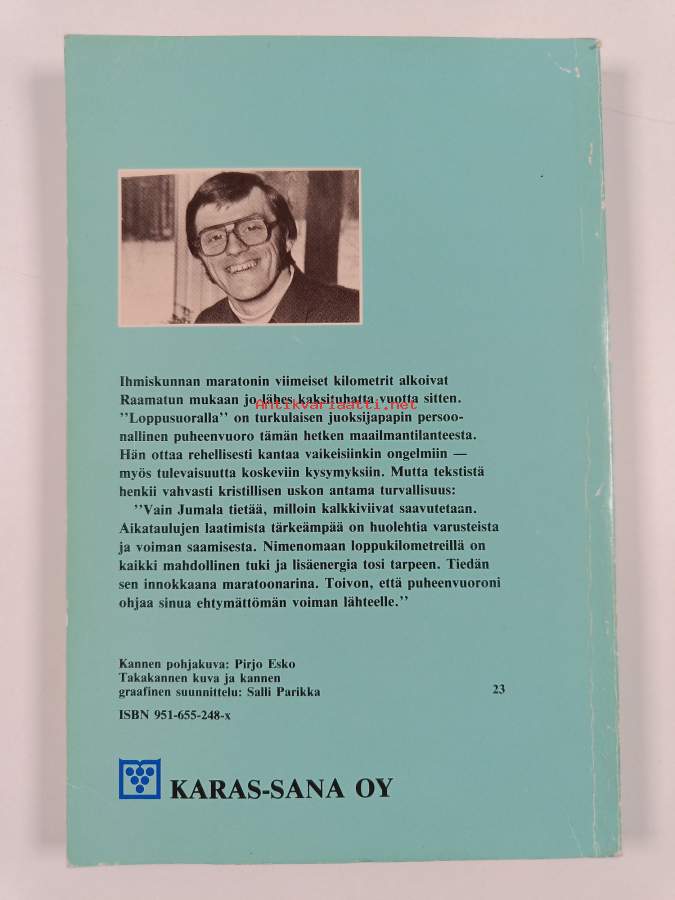 Ihmiskunnan maratonin viimeiset kilometrit alkoivat
Raamatun mukaan jo lähes kaksituhatta vuotta sitten.
Antikvariaatti.net
''Loppusuoralla'' on turkulaisen juoksijapapin persoo-
nallinen puheenvuoro tämän hetken maailmantilanteesta.
Hän ottaa rehellisesti kantaa vaikeisiinkin ongelmiin —
myös tulevaisuutta koskeviin kysymyksiin. Mutta tekstistä
henkii vahvasti kristillisen uskon antama turvallisuus:
''Vain Jumala tietää, milloin kalkkiviivat saavutetaan.
Aikataulujen laatimista tärkeämpää on huolehtia varusteista
ja voiman saamisesta. Nimenomaan loppukilometreillä on
kaikki mahdollinen tuki ja lisäenergia tosi tarpeen. Tiedän
sen innokkaana maratoonarina. Toivon, että puheenvuoroni
ohjaa sinua ehtymättömän voiman lähteelle.''
Kannen pohjakuva: Pirjo Esko
Takakannen kuva ja kannen
graafinen suunnittelu: Salli Parikka
23
ISBN 951-655-248-x
KARAS-SANA OY